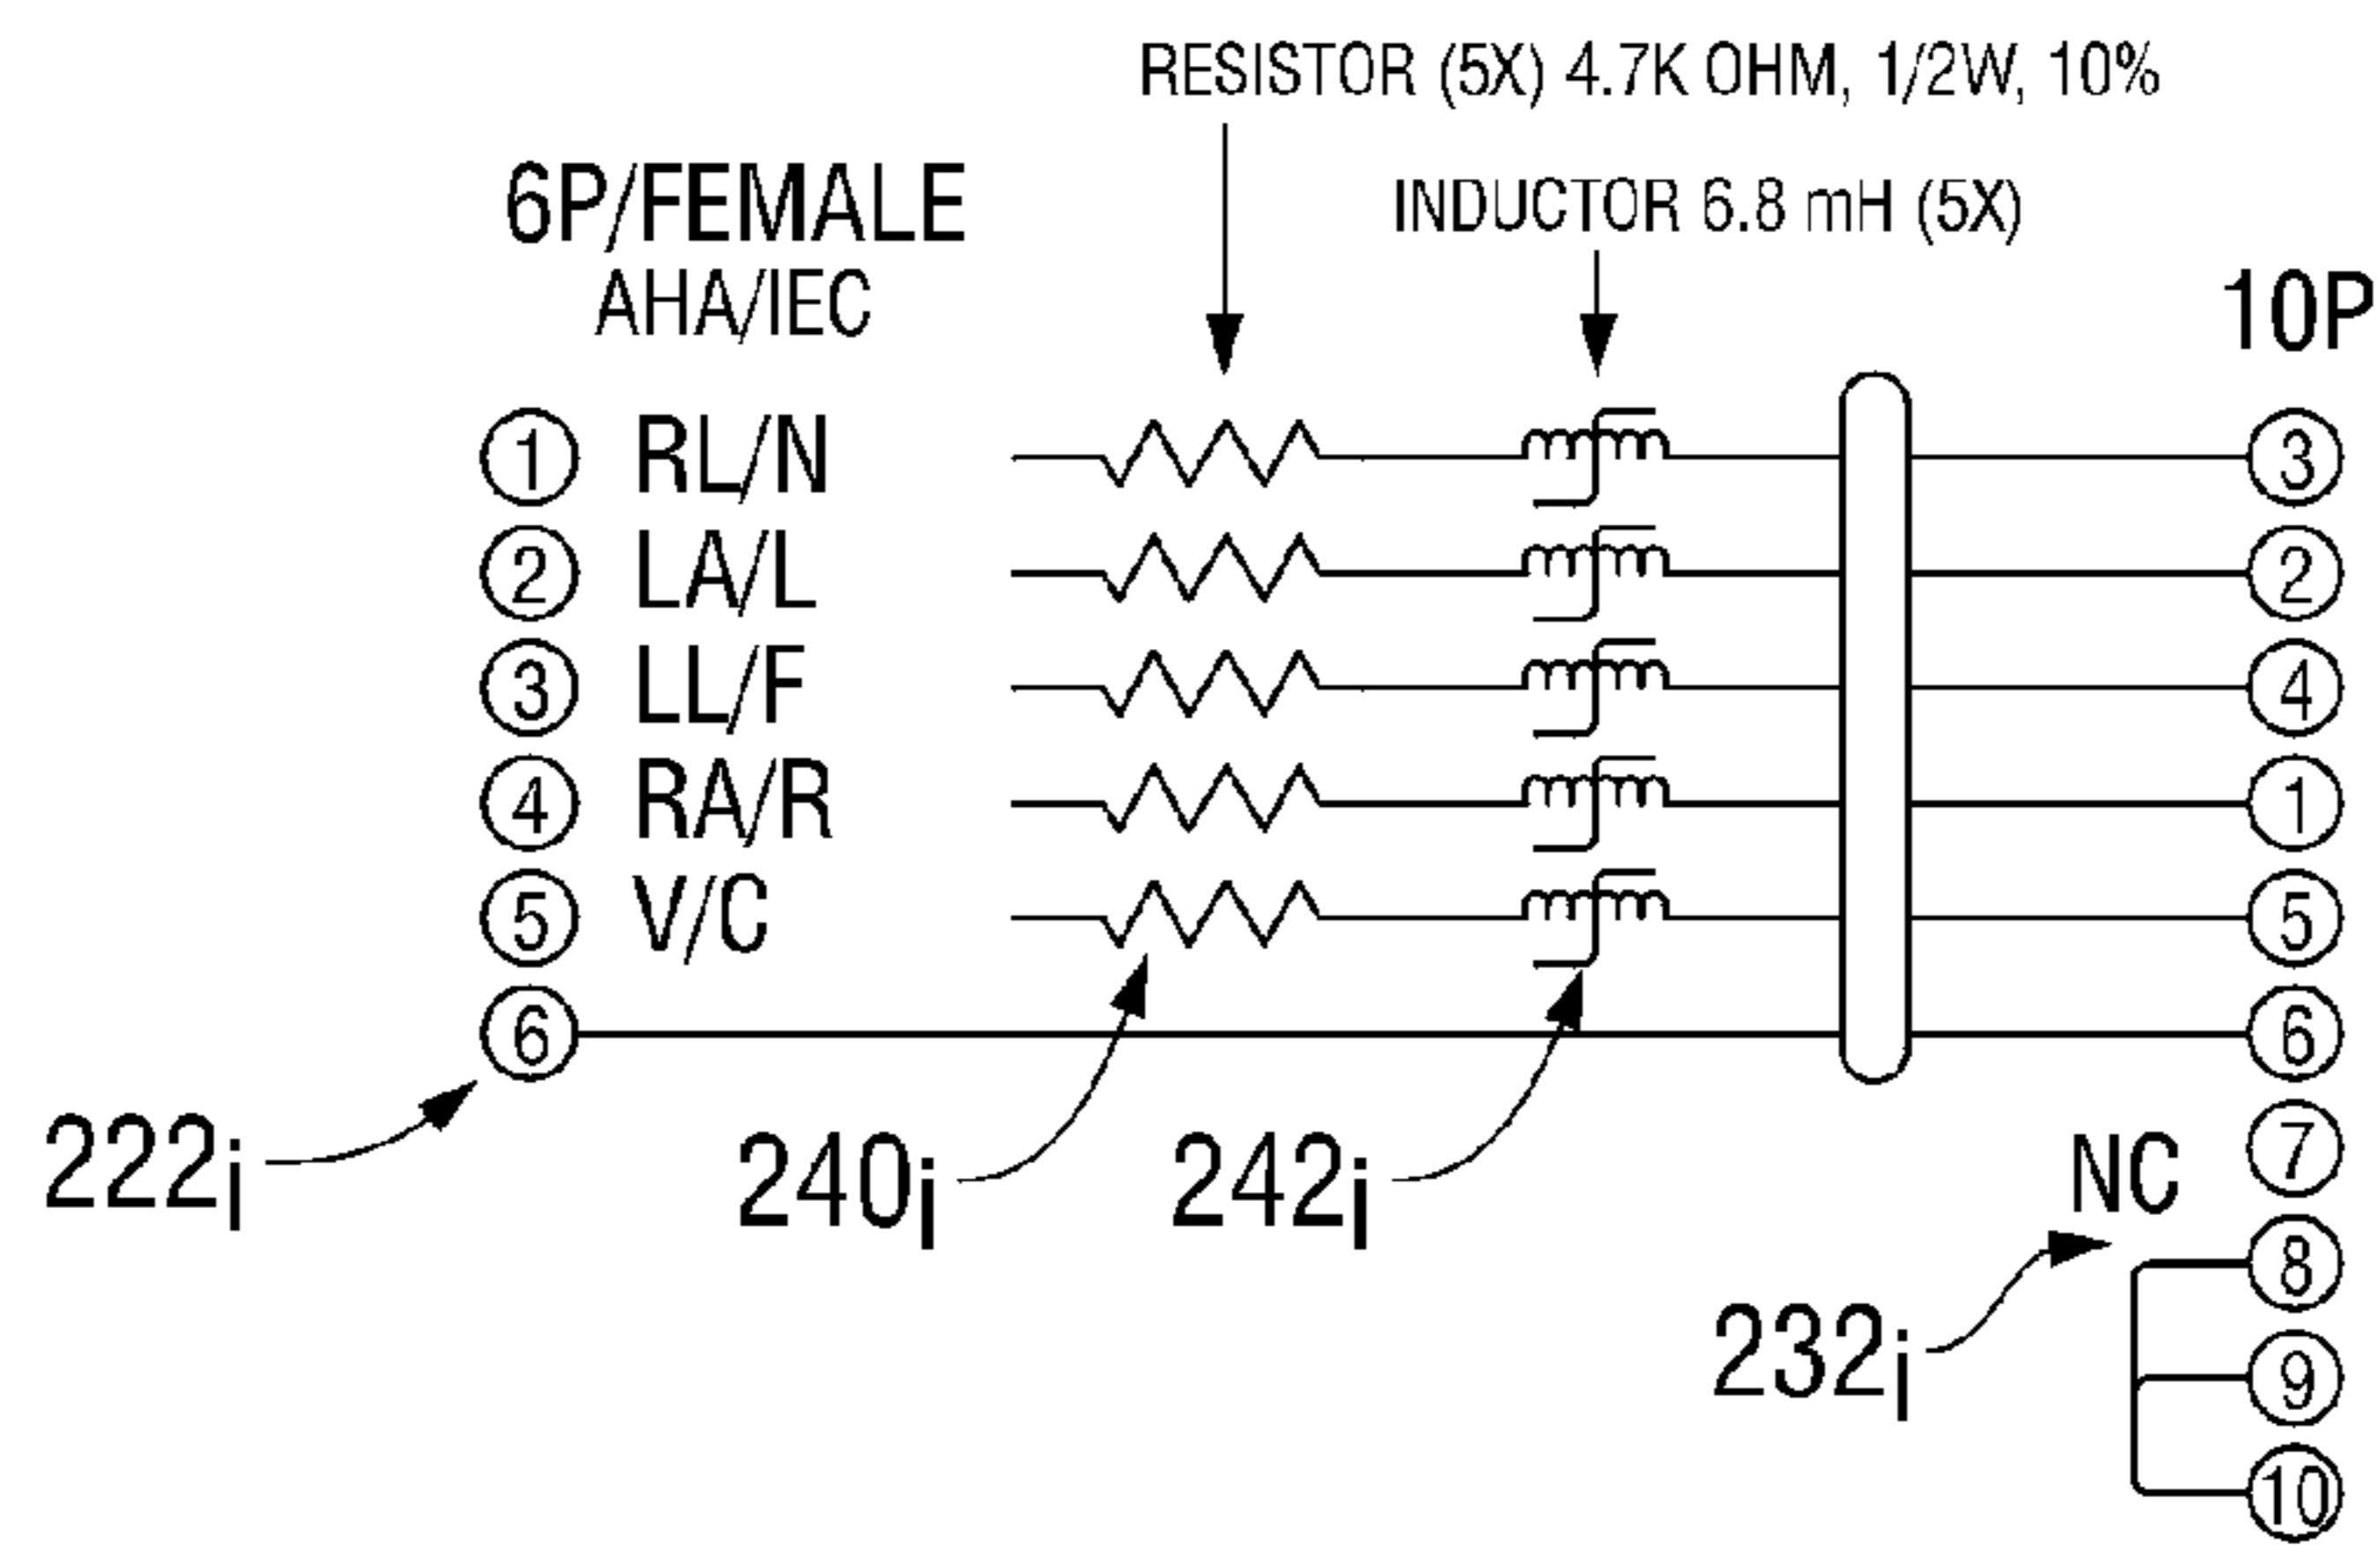 RESISTOR (5X) 4.7K OHM, 1/2W, 10%
6P/FEMALE
INDUCTOR 6.8 mH (5X)
AHA/IEC
10P
1 RL/N 3
2 LA/L 2
3 LL/F 4
4 RA/R 1
5 V/C 5
6 6
7
222i 240i 242i NC
8
232i
9
10